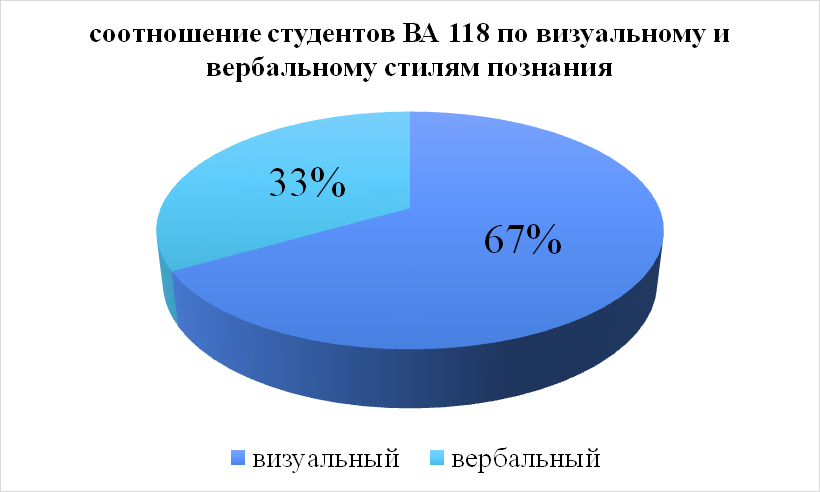 соотношение студентов ВА 118 по визуальному и
вербальному стилям познания
33%
67%
визуальный вербальный